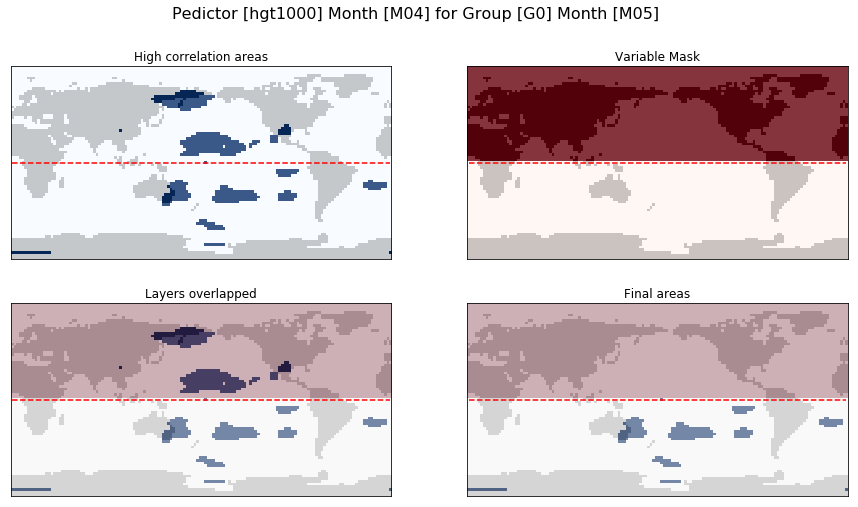 Pedictor [hgt1000] Month [M04] for Group [G0] Month [M05]
High correlation areas
Variable Mask
Layers overlapped
Final areas